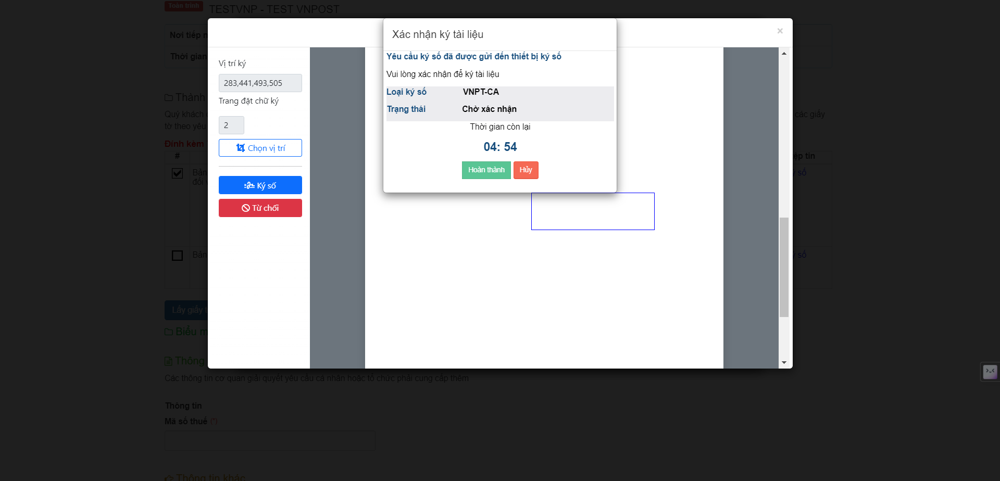 Toàn trình
TESTVNP - TEST VNPOST
Nơi tiếp
Thời gian
Thành
Quý khách
các giấy
tờ theo yêu
Đính kèm
#
tin
Bản
đối
số
Bản
số
Lấy giấy
Biểu
Thông
Các thông tin cơ quan giải quyết yêu cầu cá nhân hoặc tổ chức phải cung cấp thêm
Thông tin
Mã số thuế (*)
Thông tin khác
×
Vị trí ký
283,441,493,505
Trang đặt chữ ký
2
Chọn vị trí
Ký số
Từ chối
Xác nhận ký tài liệu
Yêu cầu ký số đã được gửi đến thiết bị ký số
Vui lòng xác nhận để ký tài liệu
Loại ký số VNPT-CA
Trạng thái Chờ xác nhận
Thời gian còn lại
04: 54
Hoàn thành Hủy